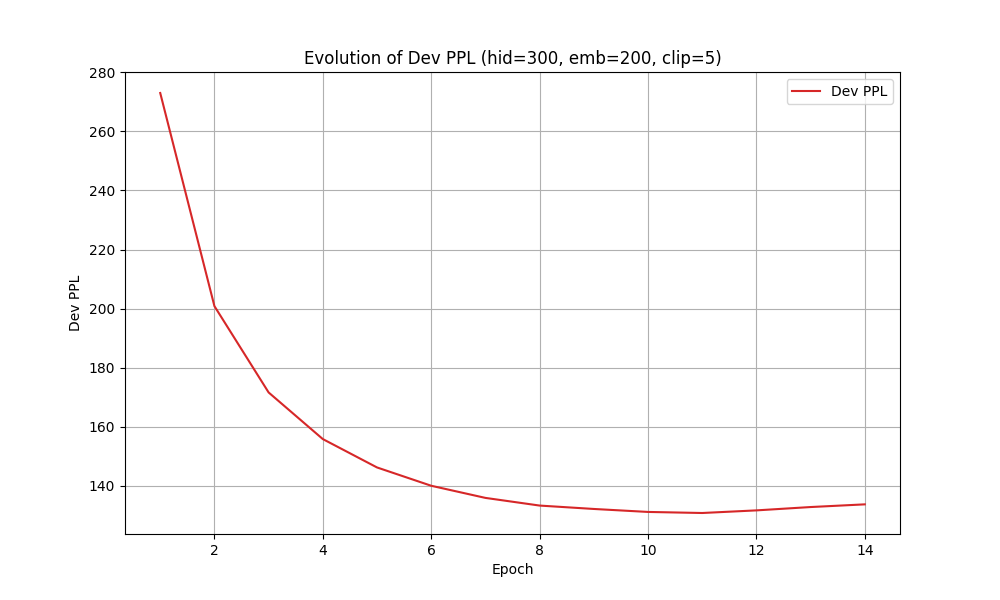 Evolution of Dev PPL (hid=300, emb=200, clip=5)
Dev PPL
280
260
240
220
200
180
160
140
Dev PPL
2 4 6 8 10 12 14
Epoch